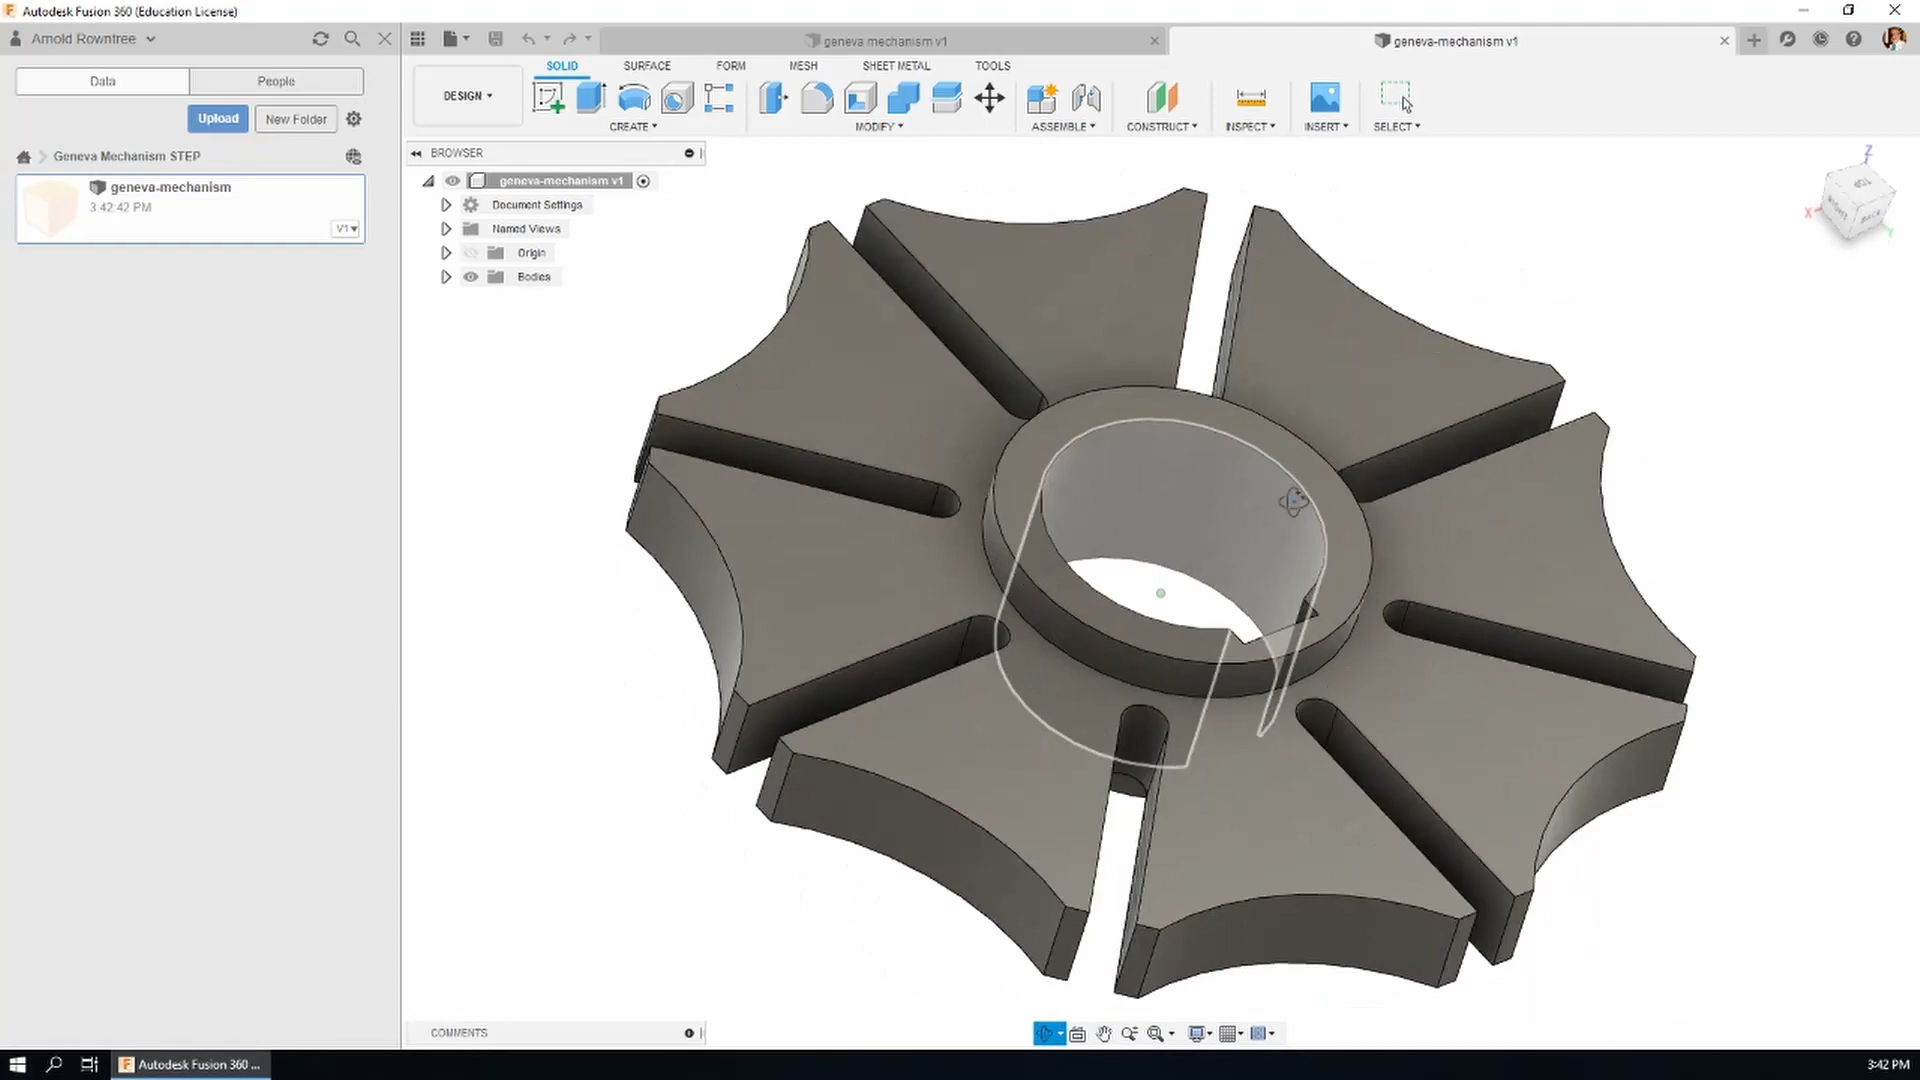 Autodesk Fusion 360 (Education License)
Arnold Rowntree
geneva mechanism v1
geneva-mechanism v1
Data
People
Upload
New Folder
Geneva Mechanism STEP
geneva-mechanism
3:42:42 PM
V1
DESIGN
SOLID
SURFACE
FORM
MESH
SHEET METAL
TOOLS
CREATE
MODIFY
ASSEMBLE
CONSTRUCT
INSPECT
INSERT
SELECT
BROWSER
geneva-mechanism v1
Document Settings
Named Views
Origin
Bodies
Z
X
Y
RIGHT
BACK
COMMENTS
Autodesk Fusion 360 ...
3:42 PM